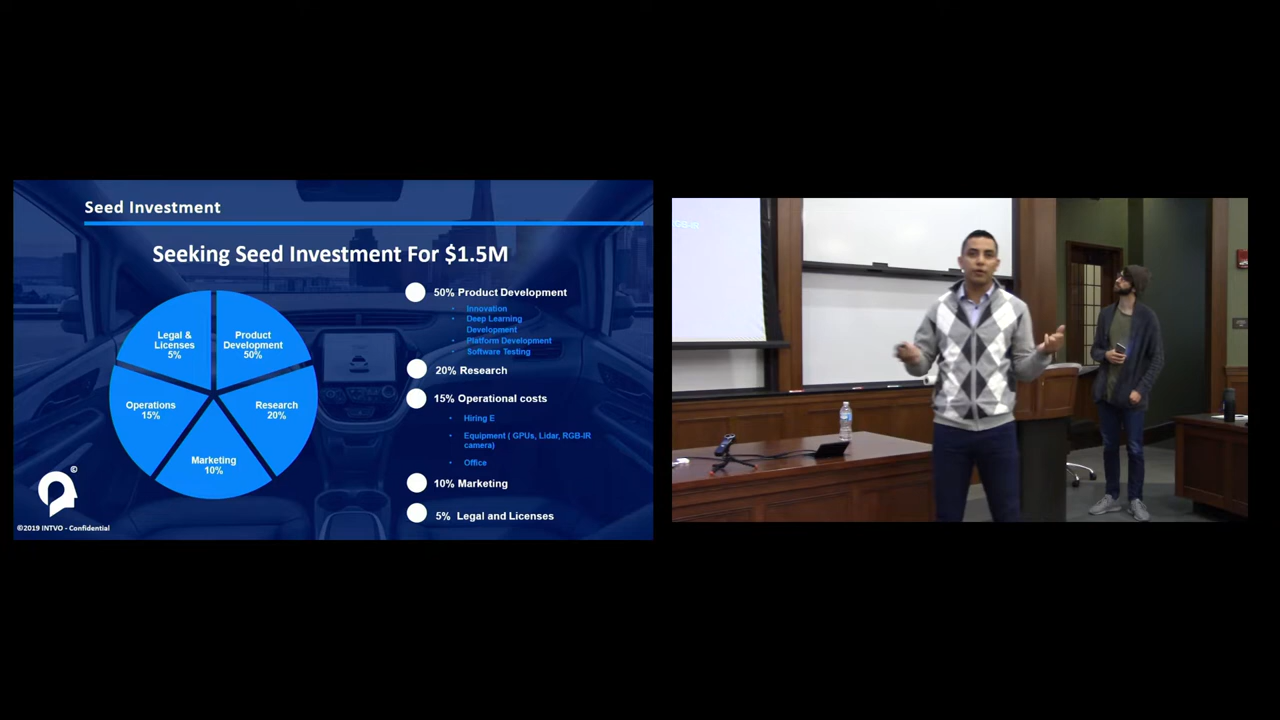 Seed Investment
Seeking Seed Investment For $1.5M
Legal &
Licenses
5%
Product
Development
50%
Operations
15%
Research
20%
Marketing
10%
50% Product Development
• Innovation
• Deep Learning
Development
• Platform Development
• Software Testing
20% Research
15% Operational costs
• Hiring E
• Equipment ( GPUs, Lidar, RGB-IR
camera)
• Office
10% Marketing
5% Legal and Licenses
©
©2019 INTVO - Confidential